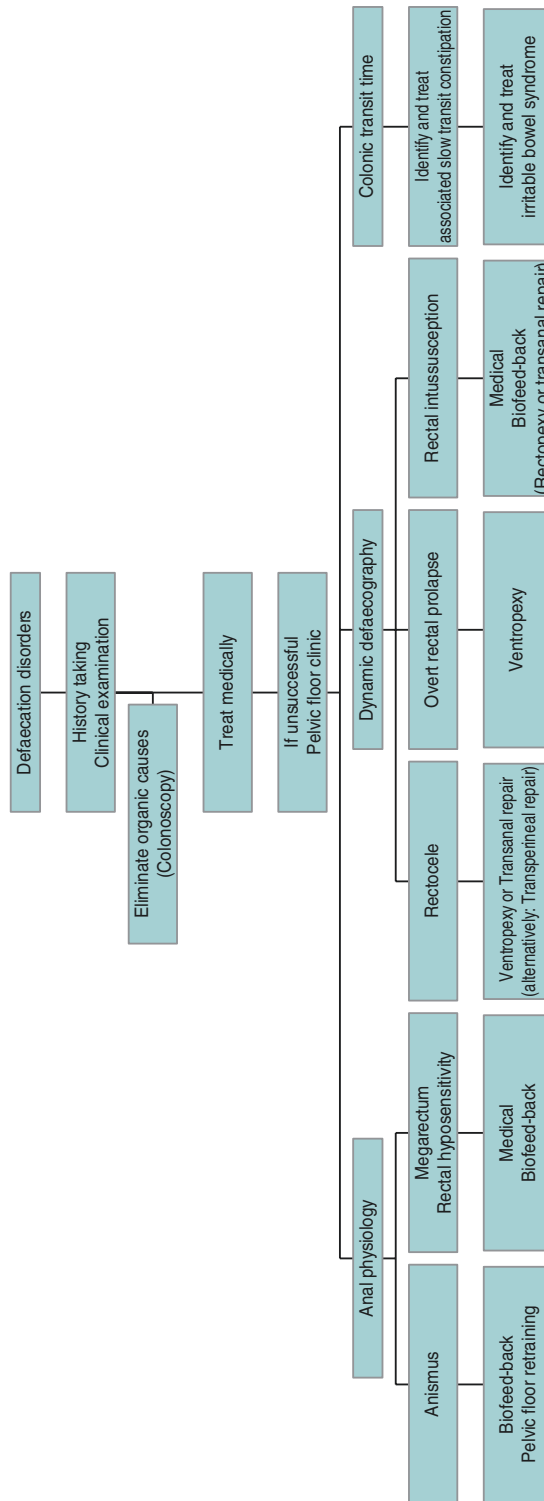 Defaecation disorders
History taking
Clinical examination
Eliminate organic causes
(Colonoscopy)
Treat medically
If unsuccessful
Pelvic floor clinic
Anal physiology
Dynamic defaecography
Colonic transit time
Anismus
Megarectum
Rectal hyposensitivity
Rectocele
Overt rectal prolapse
Rectal intussusception
Identify and treat
associated slow transit constipation
Biofeed-back
Pelvic floor retraining
Medical
Biofeed-back
Ventropexy or Transanal repair
(alternatively: Transperineal repair)
Ventropexy
Medical
Biofeed-back
(Rectopexy or transanal repair)
Identify and treat
irritable bowel syndrome